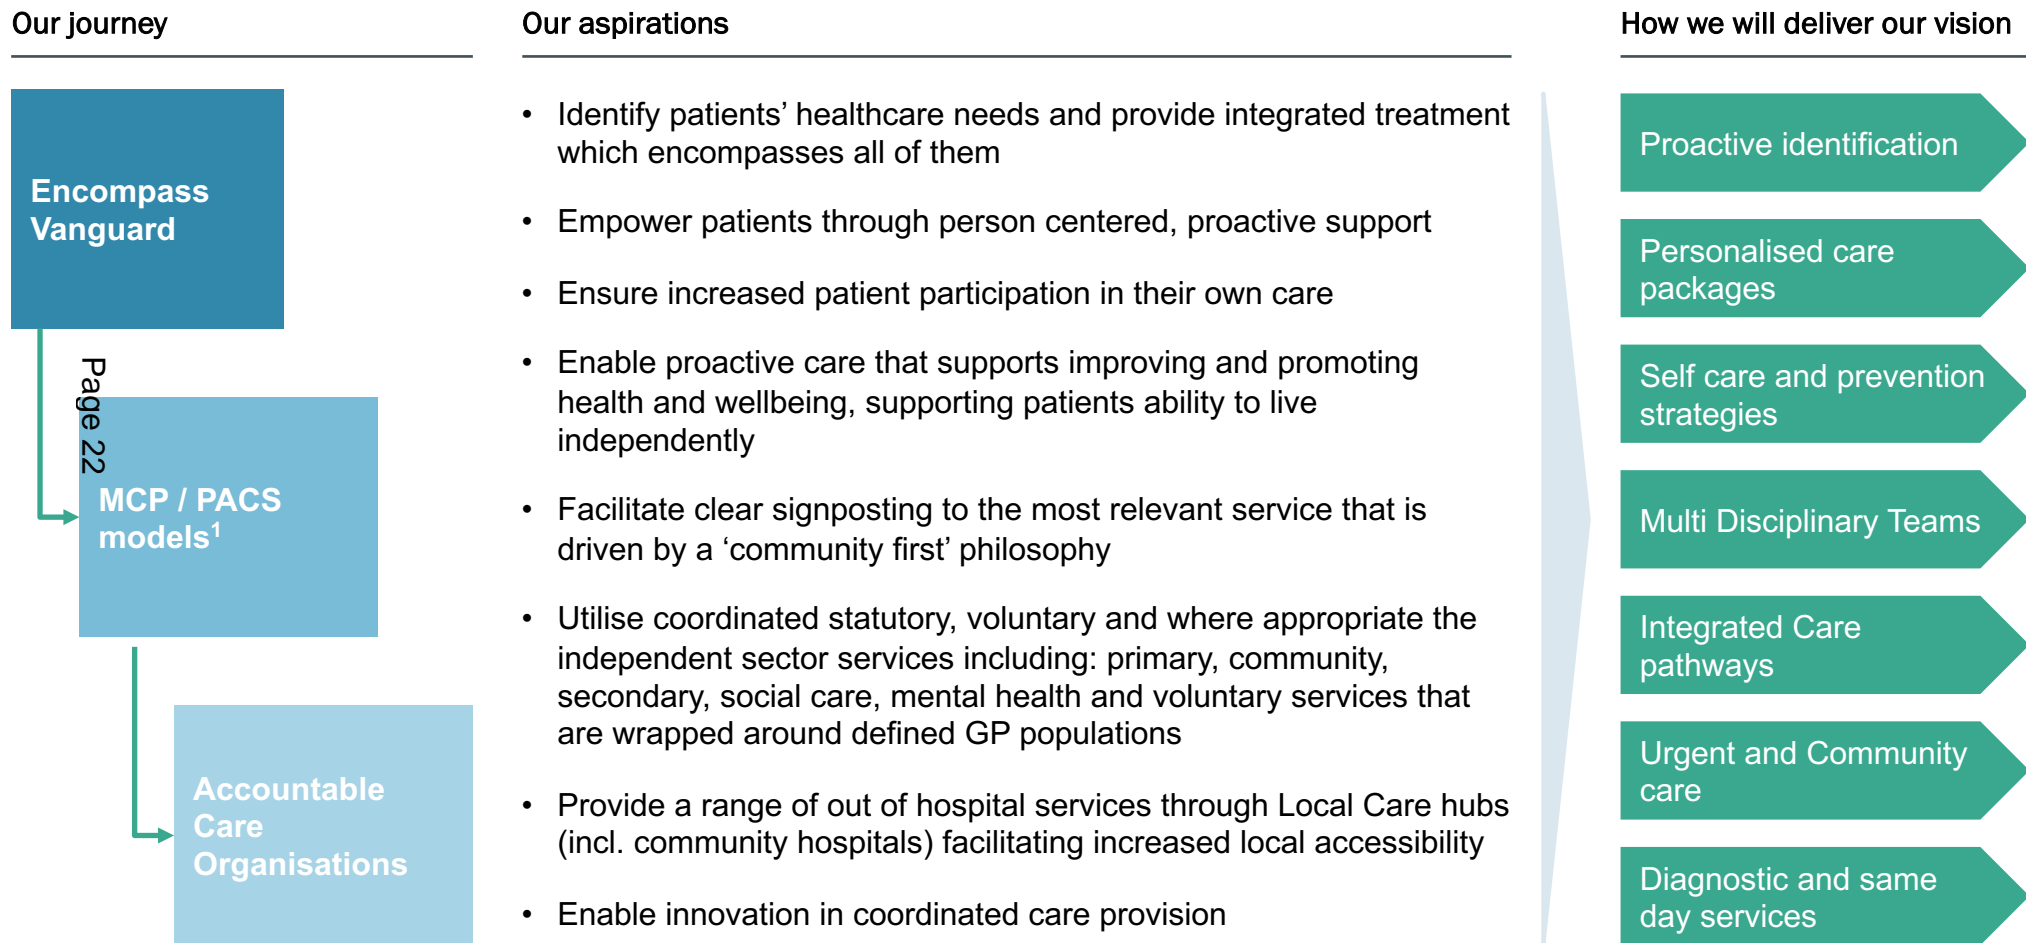 Our journey
Encompass
Vanguard
Page 22
MCP / PACS
models¹
Accountable
Care
Organisations
Our aspirations
• Identify patients’ healthcare needs and provide integrated treatment
which encompasses all of them
• Empower patients through person centered, proactive support
• Ensure increased patient participation in their own care
• Enable proactive care that supports improving and promoting
health and wellbeing, supporting patients ability to live
independently
• Facilitate clear signposting to the most relevant service that is
driven by a ‘community first’ philosophy
• Utilise coordinated statutory, voluntary and where appropriate the
independent sector services including: primary, community,
secondary, social care, mental health and voluntary services that
are wrapped around defined GP populations
• Provide a range of out of hospital services through Local Care hubs
(incl. community hospitals) facilitating increased local accessibility
• Enable innovation in coordinated care provision
How we will deliver our vision
Proactive identification
Personalised care
packages
Self care and prevention
strategies
Multi Disciplinary Teams
Integrated Care
pathways
Urgent and Community
care
Diagnostic and same
day services